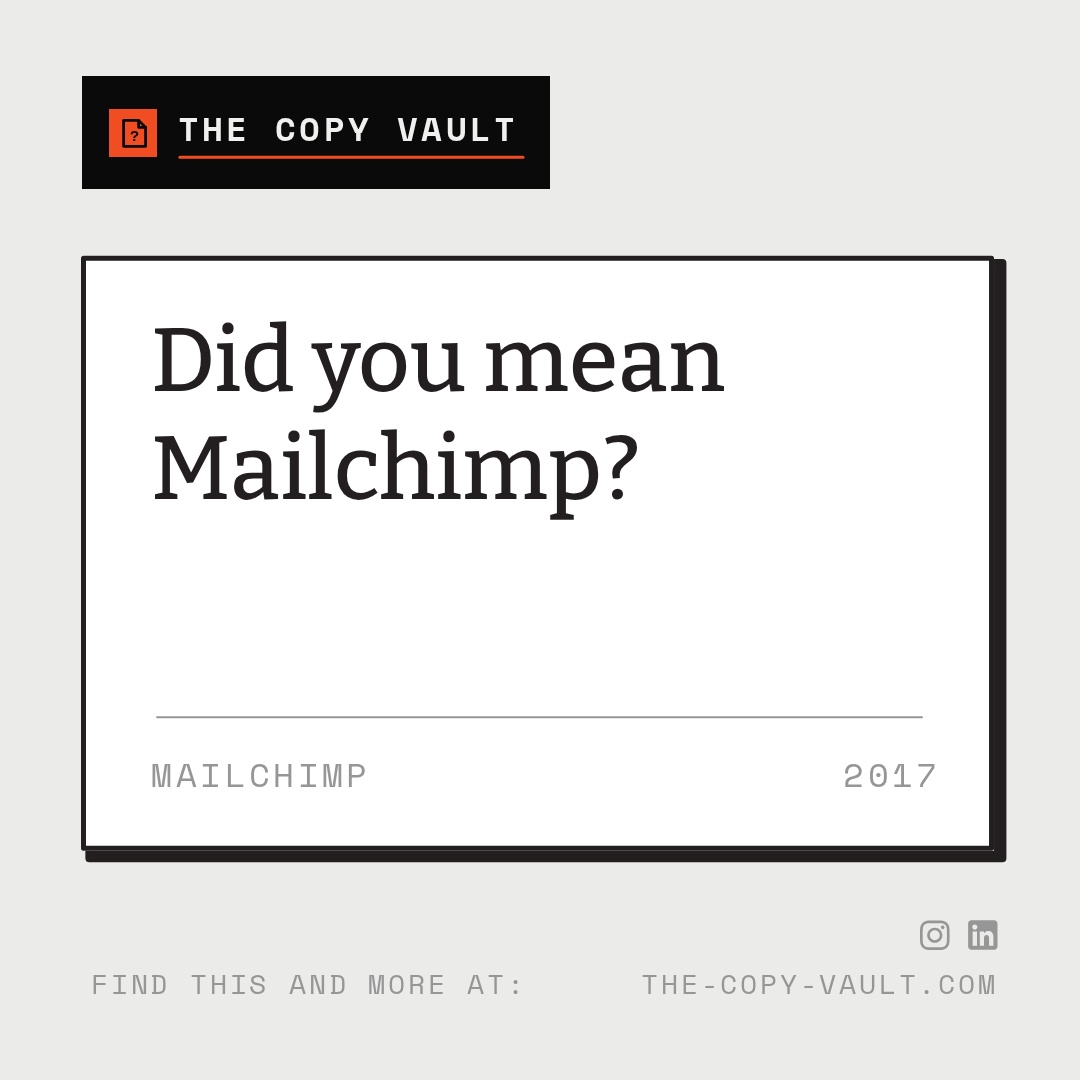 THE COPY VAULT
Did you mean
Mailchimp?
MAILCHIMP 2017
FIND THIS AND MORE AT: THE-COPY-VAULT.COM